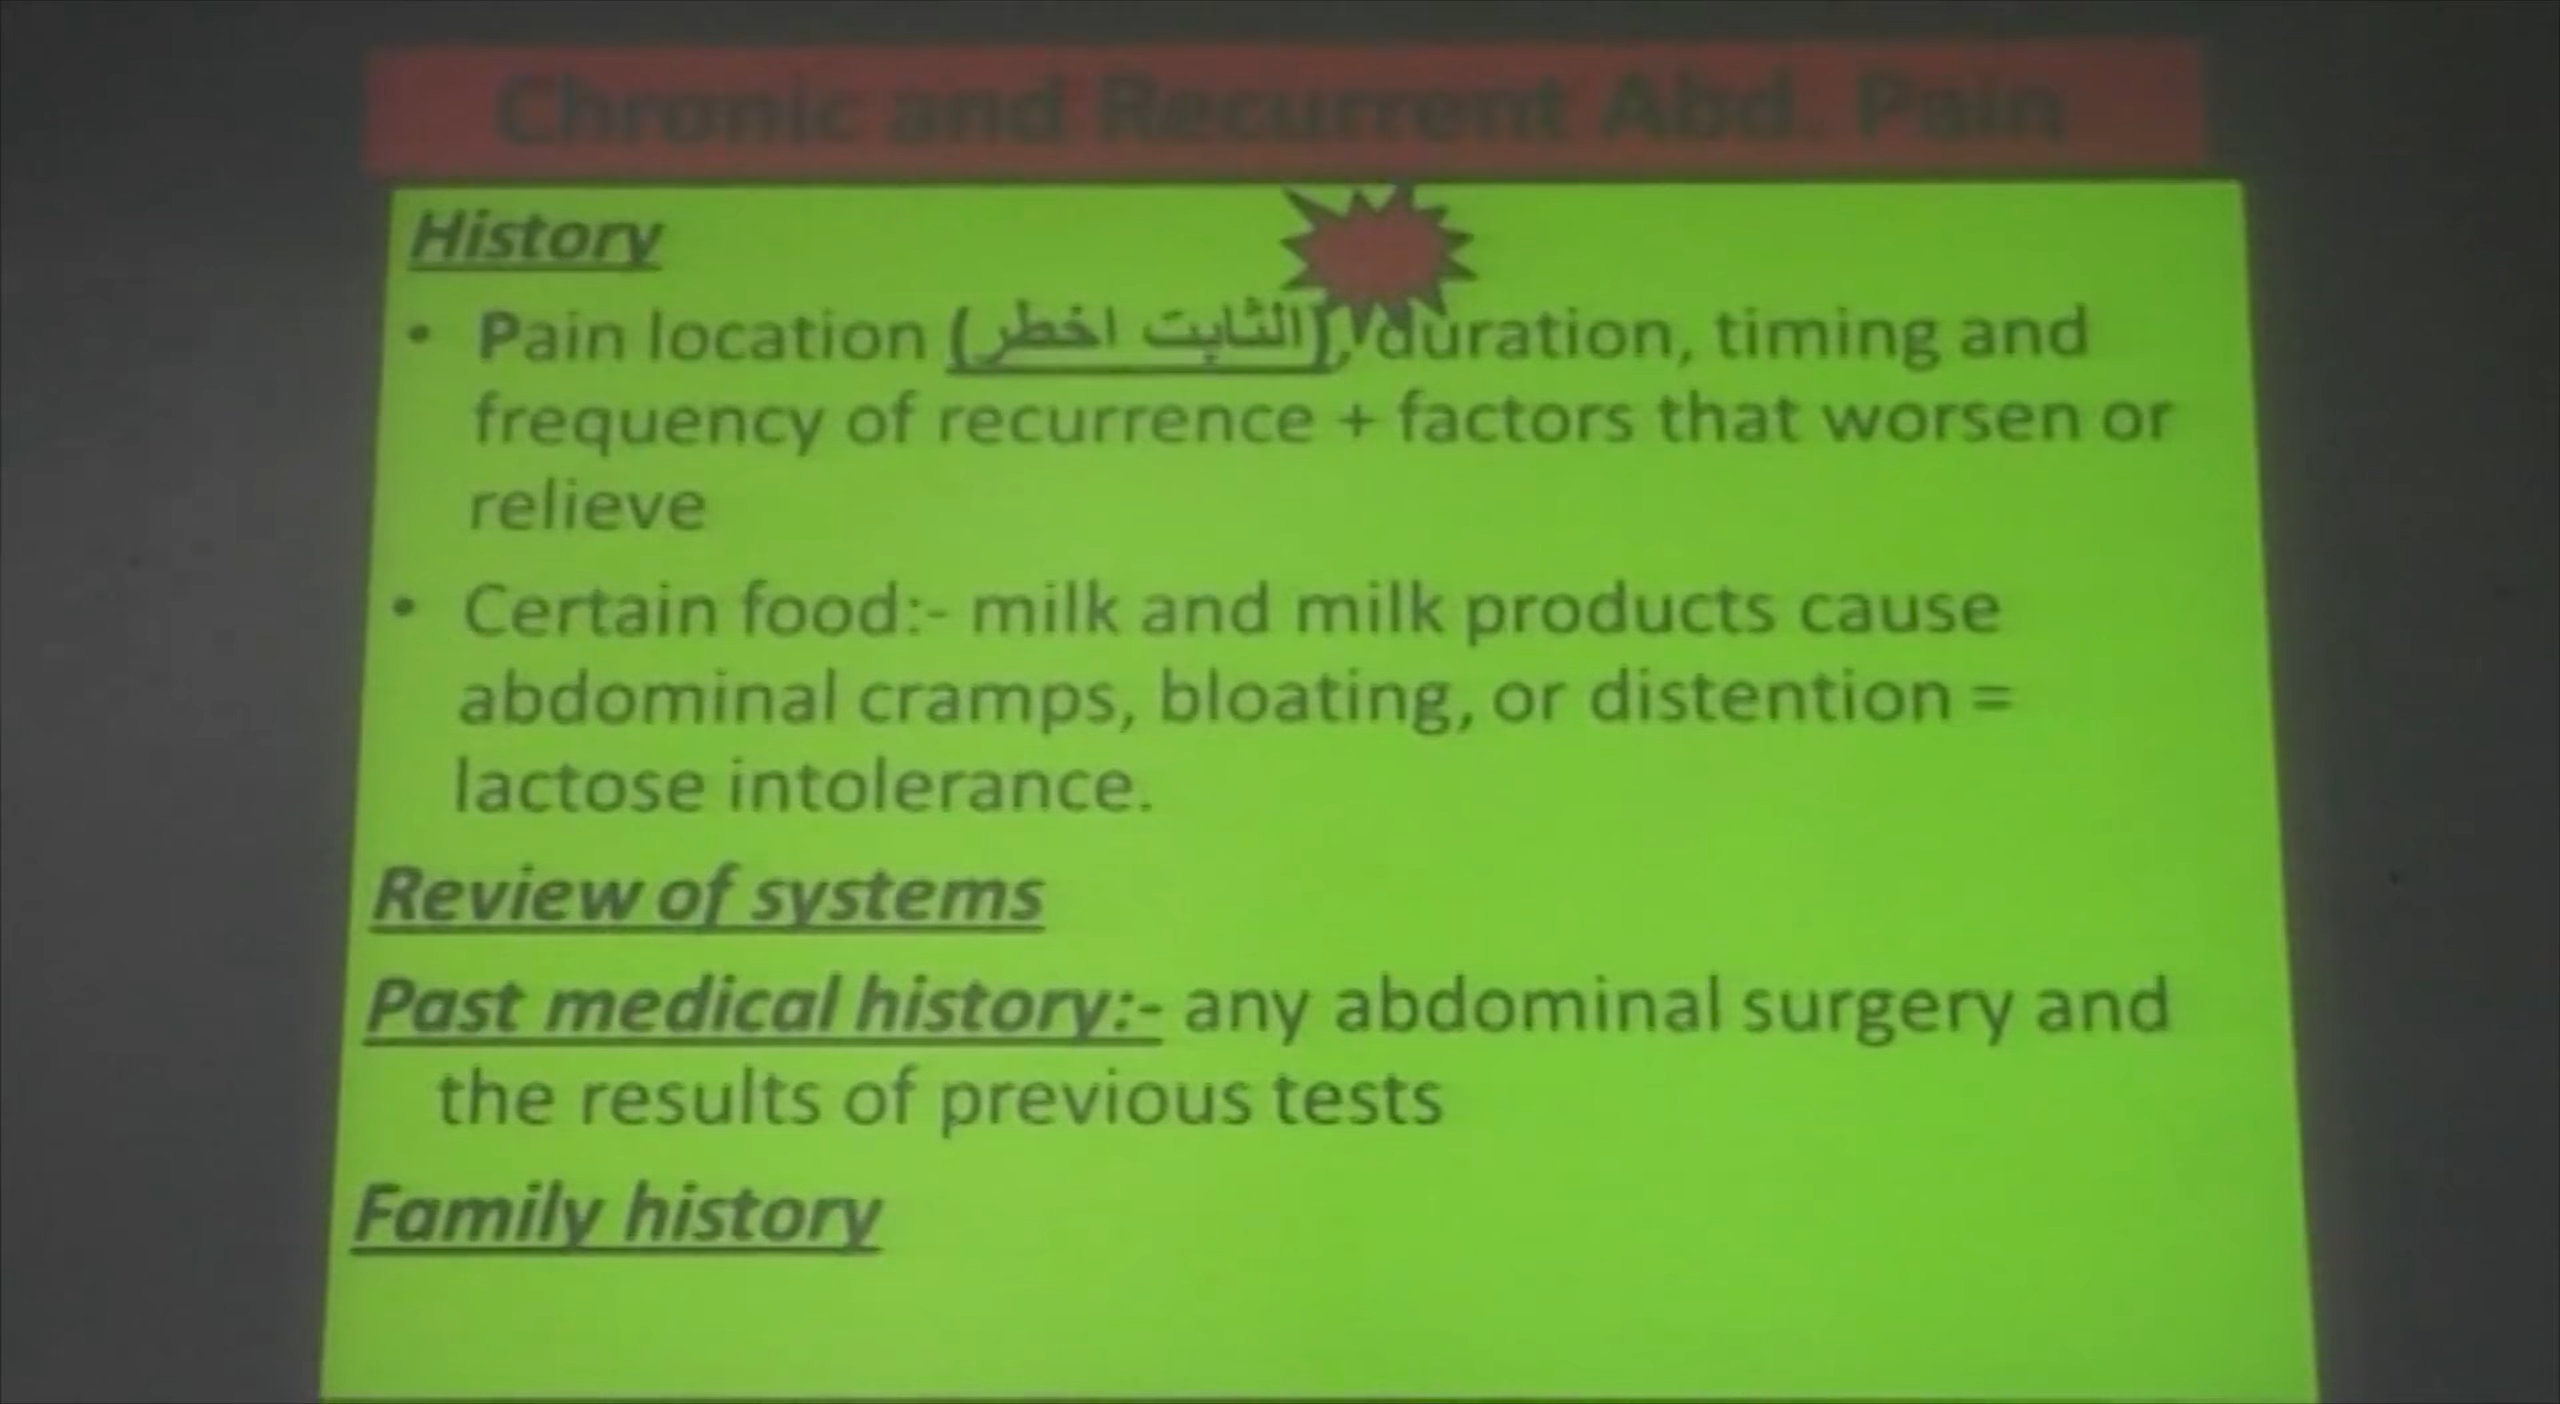 Chronic and Recurrent Abd. Pain
History
• Pain location (الثابت اخطر), duration, timing and
frequency of recurrence + factors that worsen or
relieve
• Certain food:- milk and milk products cause
abdominal cramps, bloating, or distention =
lactose intolerance.
Review of systems
Past medical history:- any abdominal surgery and
the results of previous tests
Family history